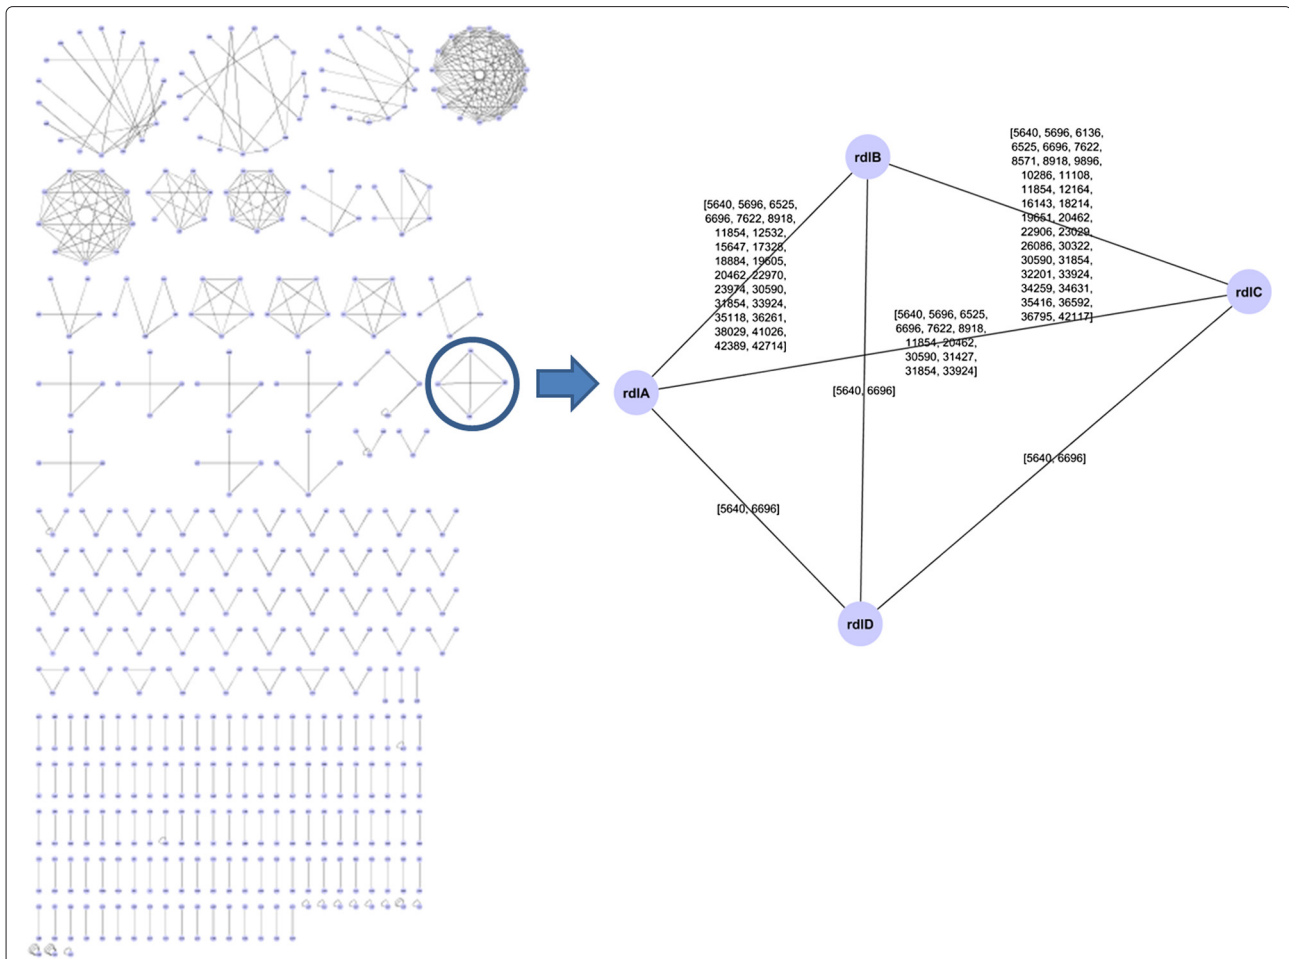 rdlB
[5640, 5696, 6136,
6525, 6696, 7622,
8571, 8918, 9896,
10286, 11108,
11854, 12164,
16143, 18214,
19651, 20462,
22906, 23029,
26086, 30322,
30590, 31854,
32201, 33924,
34259, 34631,
35416, 36592,
36795, 42117]
[5640, 5696, 6525,
6696, 7622, 8918,
11854, 12532,
15647, 17328,
18884, 19605,
20462, 22970,
23974, 30590,
31854, 33924,
35118, 36261,
38029, 41026,
42389, 42714]
rdlC
[5640, 5696, 6525,
6696, 7622, 8918,
11854, 20462,
30590, 31427,
31854, 33924]
rdlA
[5640, 6696]
[5640, 6696]
[5640, 6696]
rdlD